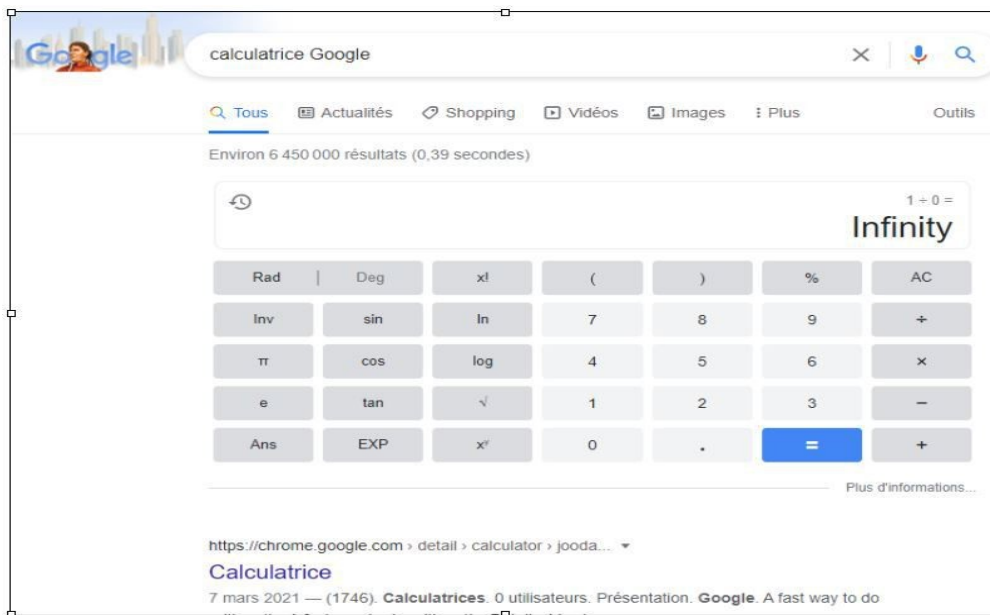 Google
calculatrice Google
Tous Actualités Shopping Vidéos Images Plus Outils
Environ 6 450 000 résultats (0,39 secondes)
1 ÷ 0 =
Infinity
Rad | Deg x! ( ) % AC
Inv sin ln 7 8 9 ÷
π cos log 4 5 6 ×
e tan √ 1 2 3 −
Ans EXP xʸ 0 . = +
Plus d'informations...
https://chrome.google.com › detail › calculator › jooda...
Calculatrice
7 mars 2021 — (1746). Calculatrices. 0 utilisateurs. Présentation. Google. A fast way to do